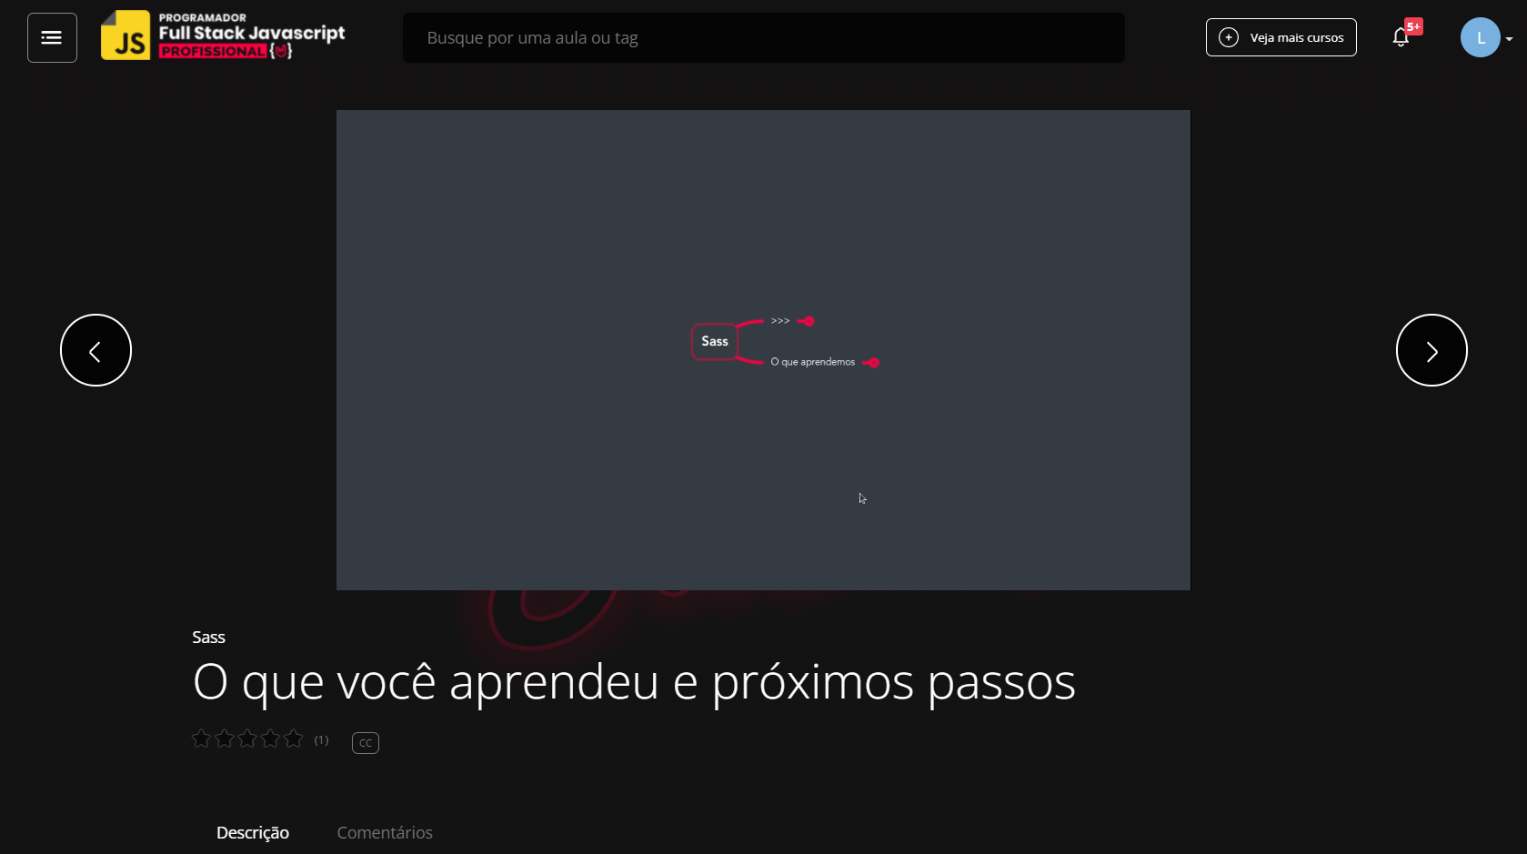 JS
PROGRAMADOR
Full Stack Javascript
PROFISSIONAL
Busque por uma aula ou tag
Veja mais cursos
5+
L
Sass
>>>
O que aprendemos
Sass
O que você aprendeu e próximos passos
(1)
CC
Descrição
Comentários